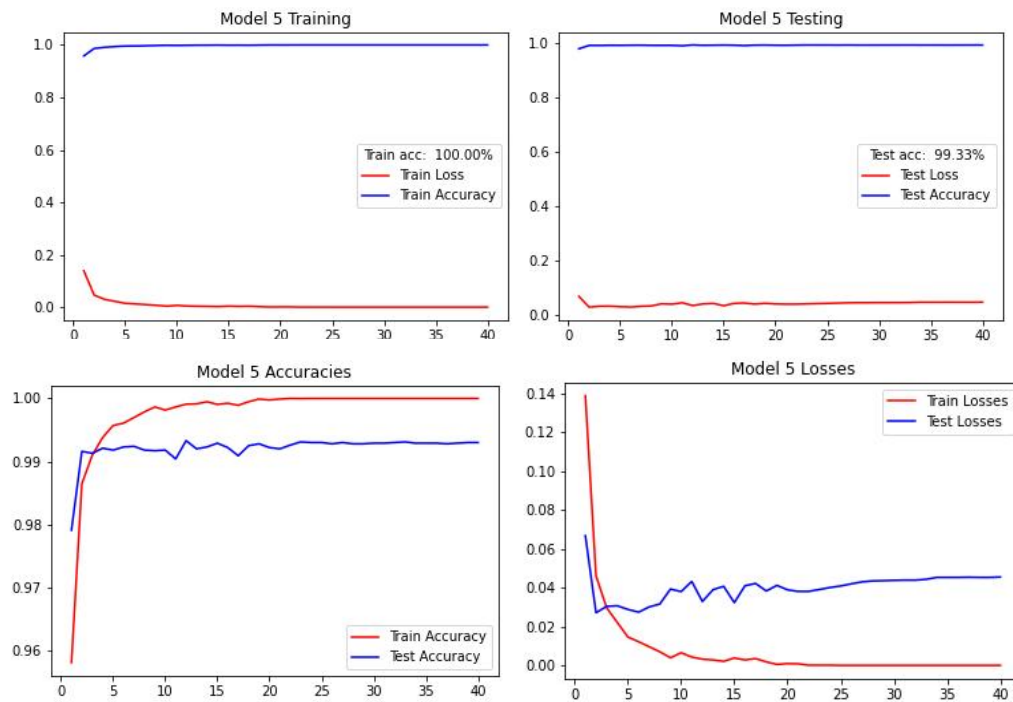 Model 5 Training
1.0
0.8
0.6
0.4
0.2
0.0
Train acc: 100.00%
Train Loss
Train Accuracy
0 5 10 15 20 25 30 35 40
Model 5 Testing
1.0
0.8
0.6
0.4
0.2
0.0
Test acc: 99.33%
Test Loss
Test Accuracy
0 5 10 15 20 25 30 35 40
Model 5 Accuracies
1.00
0.99
0.98
0.97
0.96
Train Accuracy
Test Accuracy
0 5 10 15 20 25 30 35 40
Model 5 Losses
0.14
0.12
0.10
0.08
0.06
0.04
0.02
0.00
Train Losses
Test Losses
0 5 10 15 20 25 30 35 40